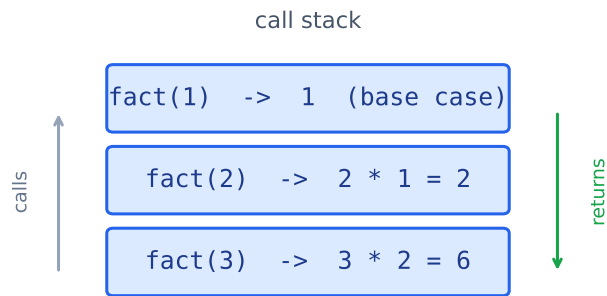 call stack
fact(1)  ->  1  (base case)
calls
returns
fact(2)  ->  2 * 1 = 2
fact(3)  ->  3 * 2 = 6